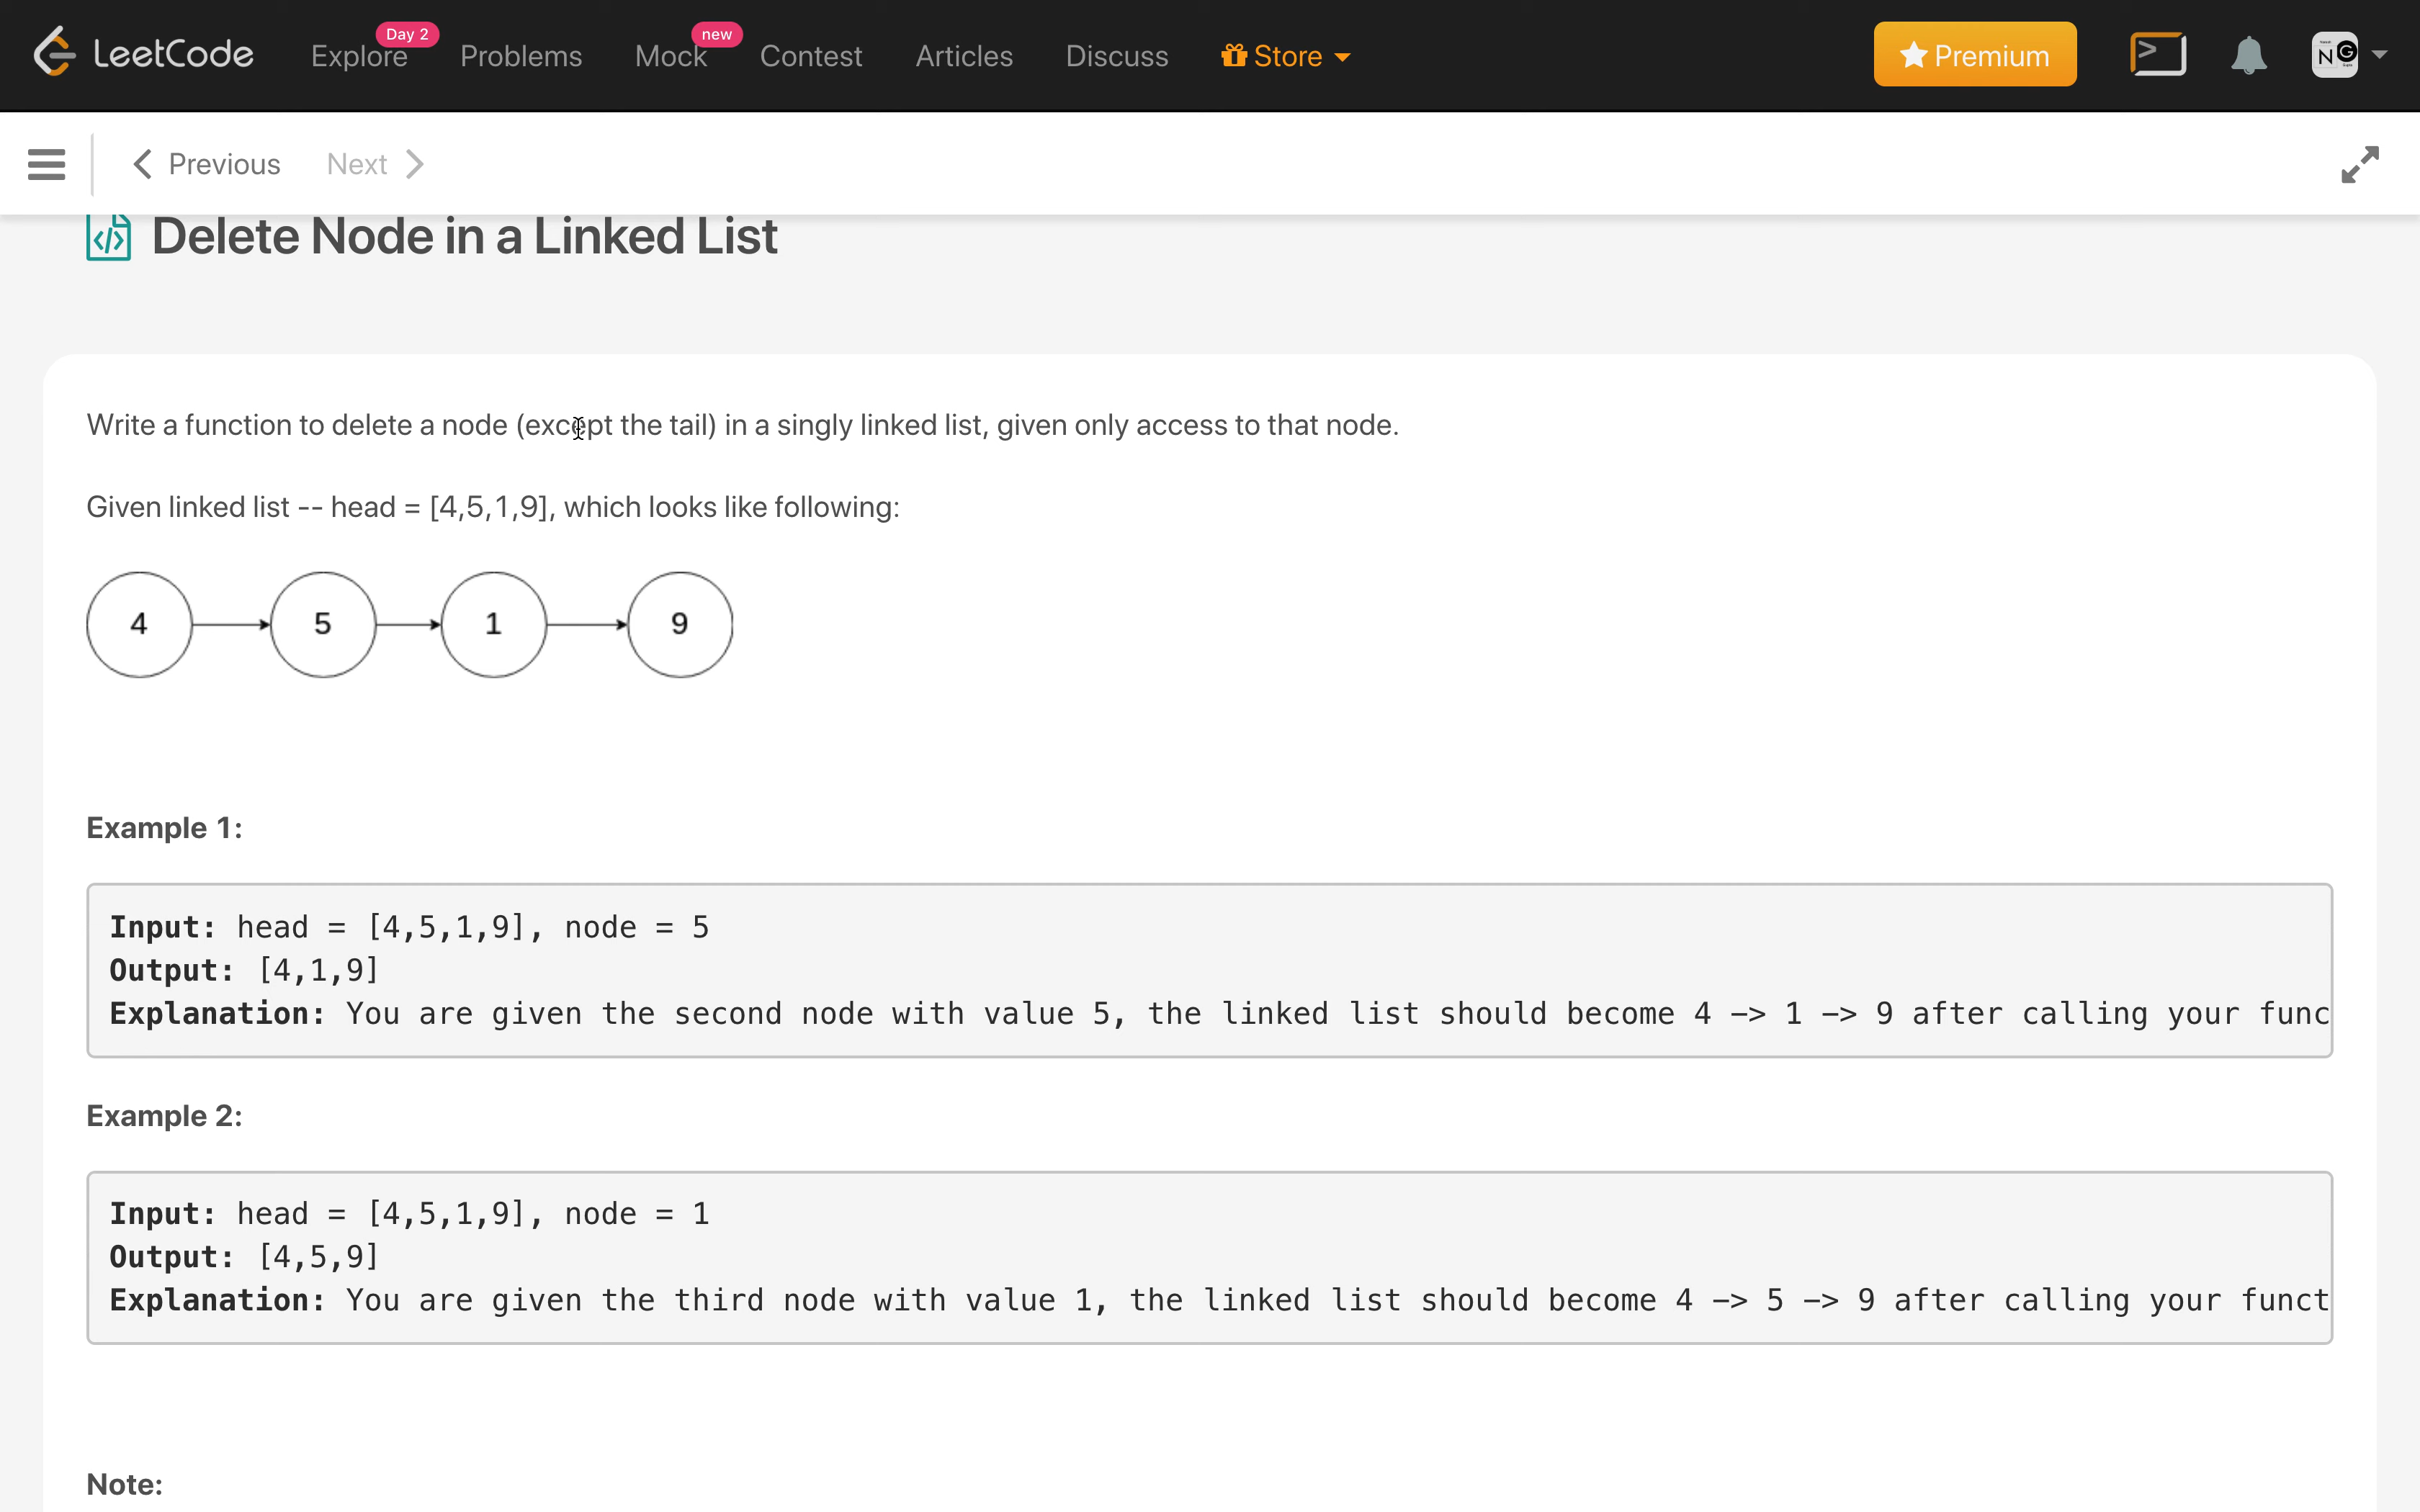 LeetCode Explore Day 2 Problems Mock new Contest Articles Discuss Store Premium
Previous Next
Delete Node in a Linked List
Write a function to delete a node (except the tail) in a singly linked list, given only access to that node.
Given linked list -- head = [4,5,1,9], which looks like following:
4 5 1 9
Example 1:
Input: head = [4,5,1,9], node = 5
Output: [4,1,9]
Explanation: You are given the second node with value 5, the linked list should become 4 -> 1 -> 9 after calling your func
Example 2:
Input: head = [4,5,1,9], node = 1
Output: [4,5,9]
Explanation: You are given the third node with value 1, the linked list should become 4 -> 5 -> 9 after calling your funct
Note: